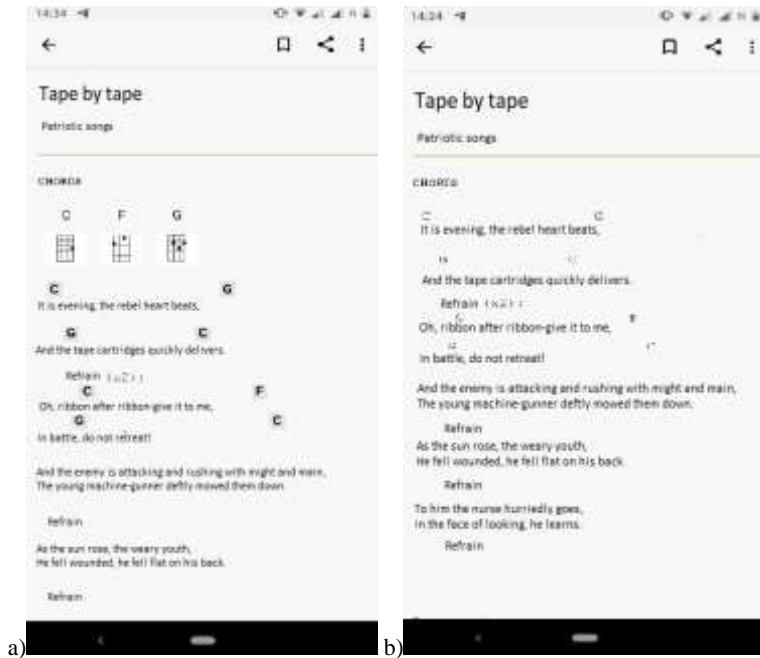 a)
14:34
Tape by tape
Patriotic songs
CHORDS
C F G
C G
It is evening, the rebel heart beats,
G C
And the tape cartridges quickly delivers.
Refrain (x2):
C F
Oh, ribbon after ribbon-give it to me,
G C
In battle, do not retreat!
And the enemy is attacking and rushing with might and main,
The young machine-gunner deftly mowed them down.
Refrain
As the sun rose, the weary youth,
He fell wounded, he fell flat on his back.
Refrain
b)
14:34
Tape by tape
Patriotic songs
CHORDS
It is evening, the rebel heart beats,
And the tape cartridges quickly delivers.
Refrain (x2):
Oh, ribbon after ribbon-give it to me,
In battle, do not retreat!
And the enemy is attacking and rushing with might and main,
The young machine-gunner deftly mowed them down.
Refrain
As the sun rose, the weary youth,
He fell wounded, he fell flat on his back.
Refrain
To him the nurse hurriedly goes,
In the face of looking, he learns.
Refrain